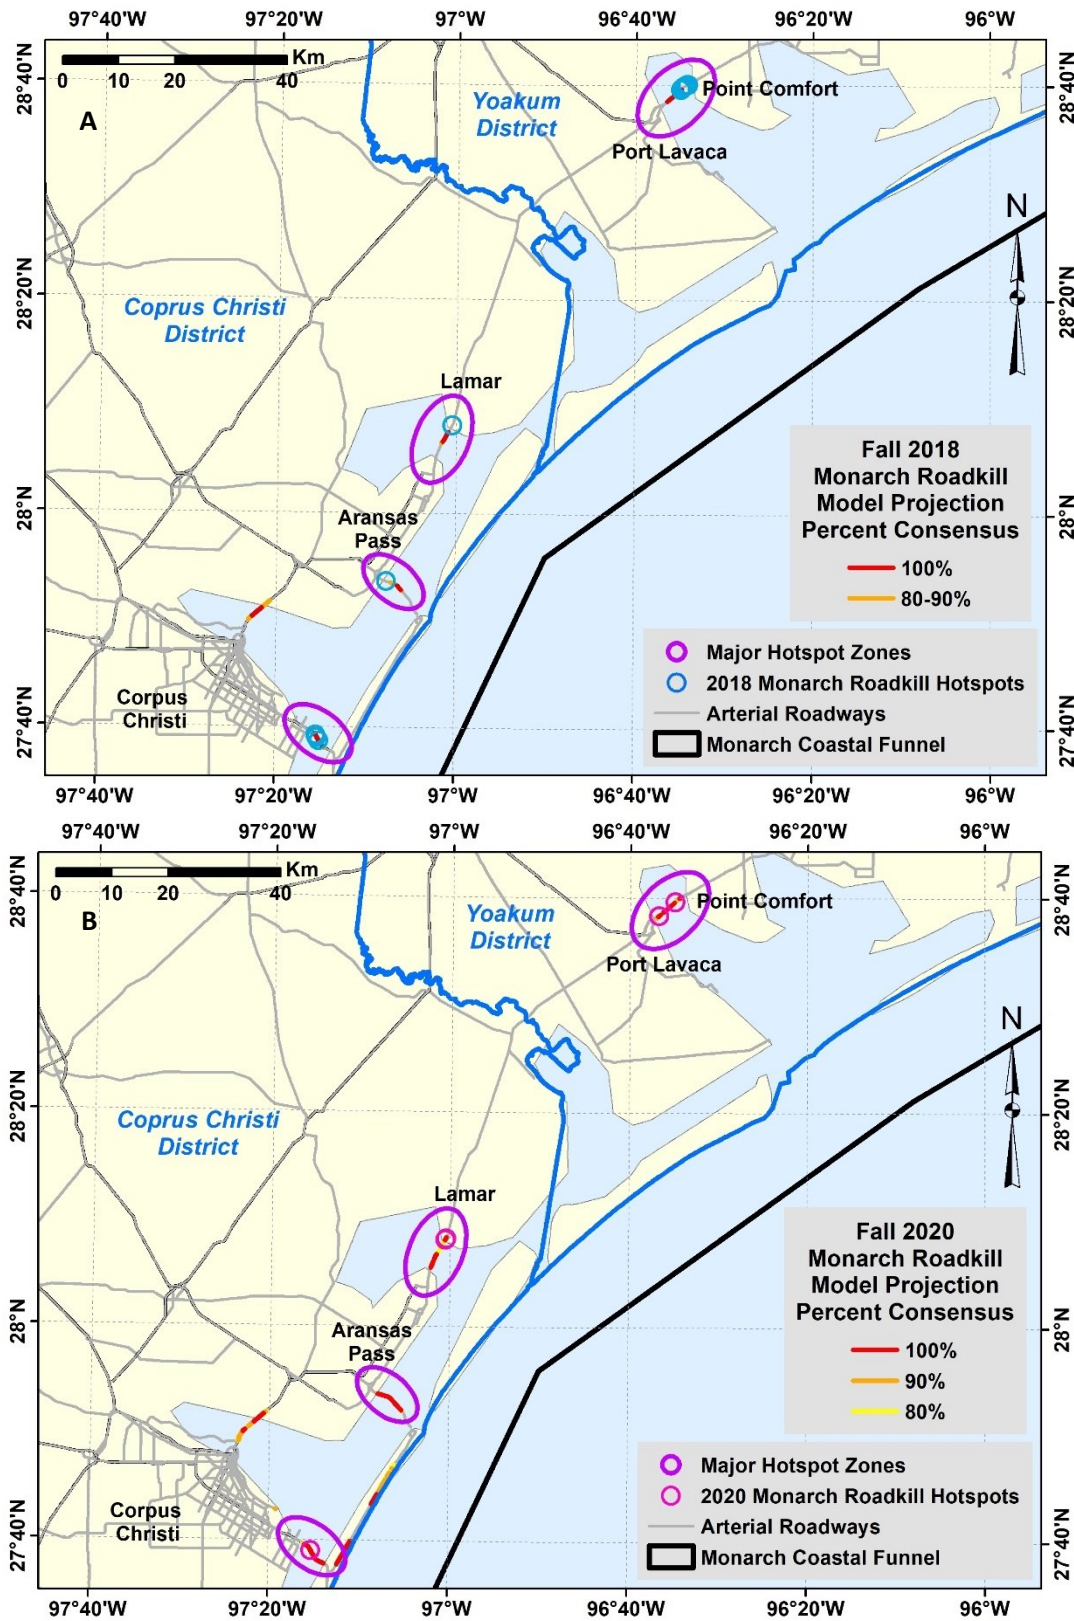 97°40'W 97°20'W 97°W 96°40'W 96°20'W 96°W
Km
0 10 20 40
28°40'N
28°40'N
A
Yoakum
District
Point Comfort
Port Lavaca
N
28°20'N
28°20'N
Coprus Christi
District
Lamar
28°N
28°N
Aransas
Pass
Fall 2018
Monarch Roadkill
Model Projection
Percent Consensus
100%
80-90%
Corpus
Christi
Major Hotspot Zones
2018 Monarch Roadkill Hotspots
Arterial Roadways
Monarch Coastal Funnel
27°40'N
27°40'N
97°40'W 97°20'W 97°W 96°40'W 96°20'W 96°W
97°40'W 97°20'W 97°W 96°40'W 96°20'W 96°W
Km
0 10 20 40
28°40'N
28°40'N
B
Yoakum
District
Point Comfort
Port Lavaca
N
28°20'N
28°20'N
Coprus Christi
District
Lamar
28°N
28°N
Aransas
Pass
Fall 2020
Monarch Roadkill
Model Projection
Percent Consensus
100%
90%
80%
Corpus
Christi
Major Hotspot Zones
2020 Monarch Roadkill Hotspots
Arterial Roadways
Monarch Coastal Funnel
27°40'N
27°40'N
97°40'W 97°20'W 97°W 96°40'W 96°20'W 96°W